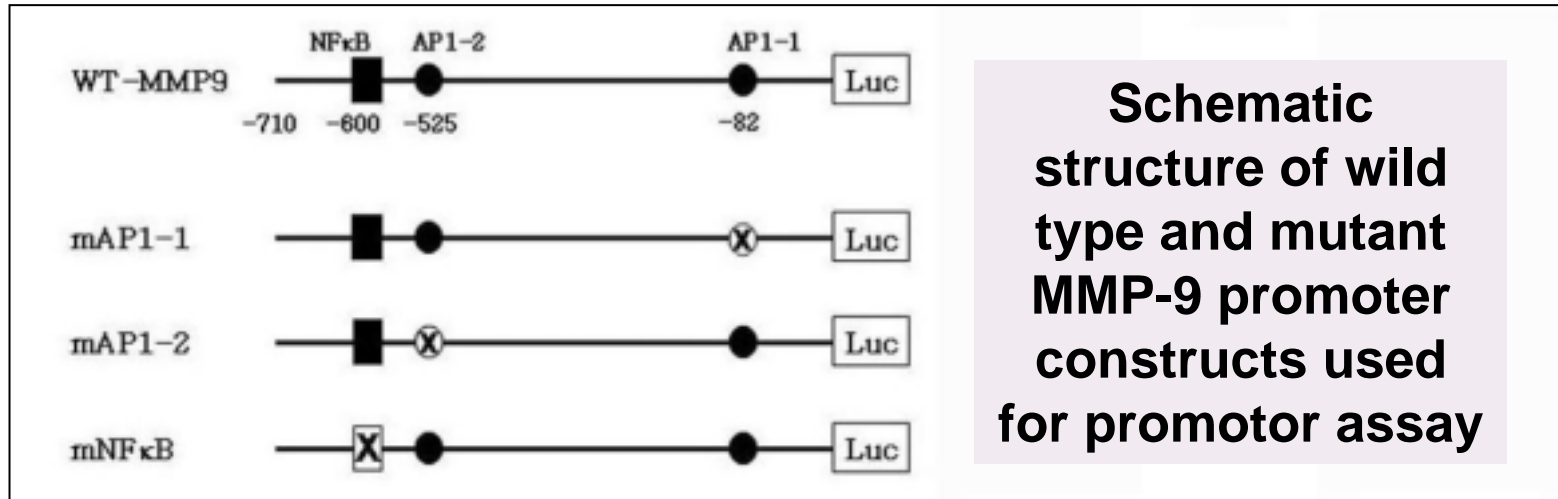 NFκB AP1-2 AP1-1
WT-MMP9 Luc
-710 -600 -525 -82
mAP1-1 X Luc
mAP1-2 X Luc
mNFκB X Luc
Schematic
structure of wild
type and mutant
MMP-9 promoter
constructs used
for promotor assay